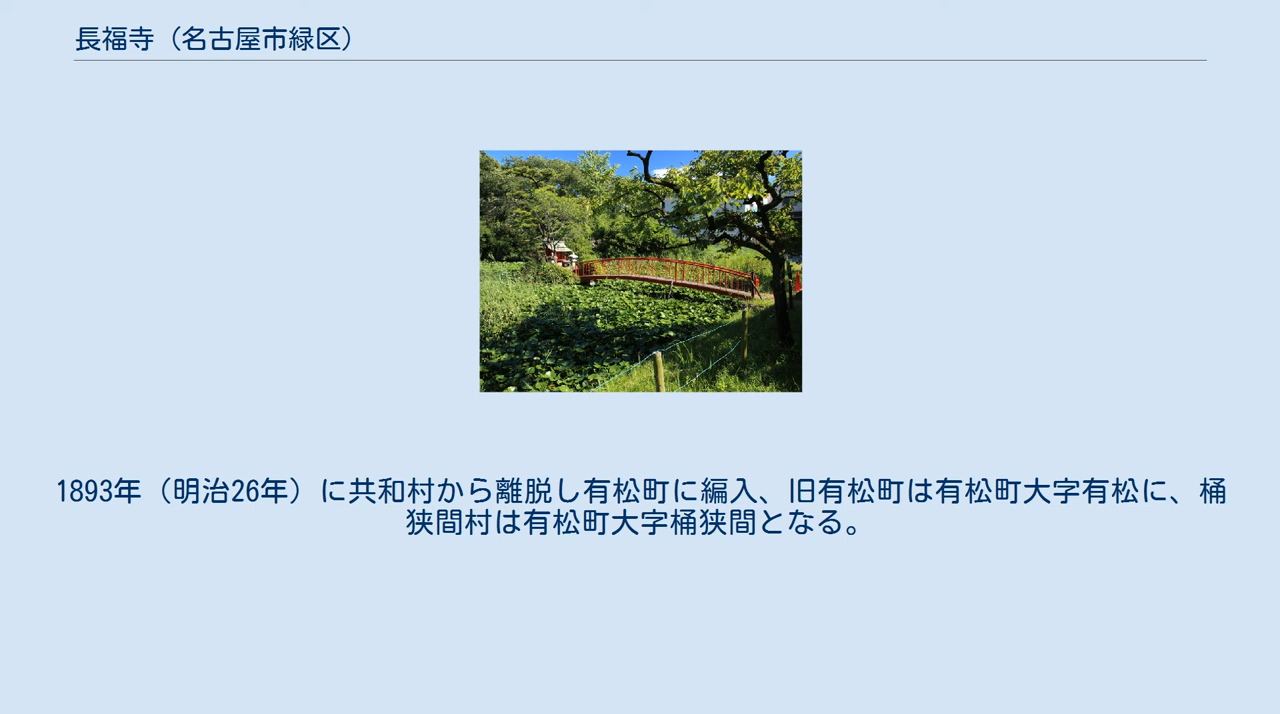 長福寺（名古屋市緑区）
1893年（明治26年）に共和村から離脱し有松町に編入、旧有松町は有松町大字有松に、桶
狭間村は有松町大字桶狭間となる。